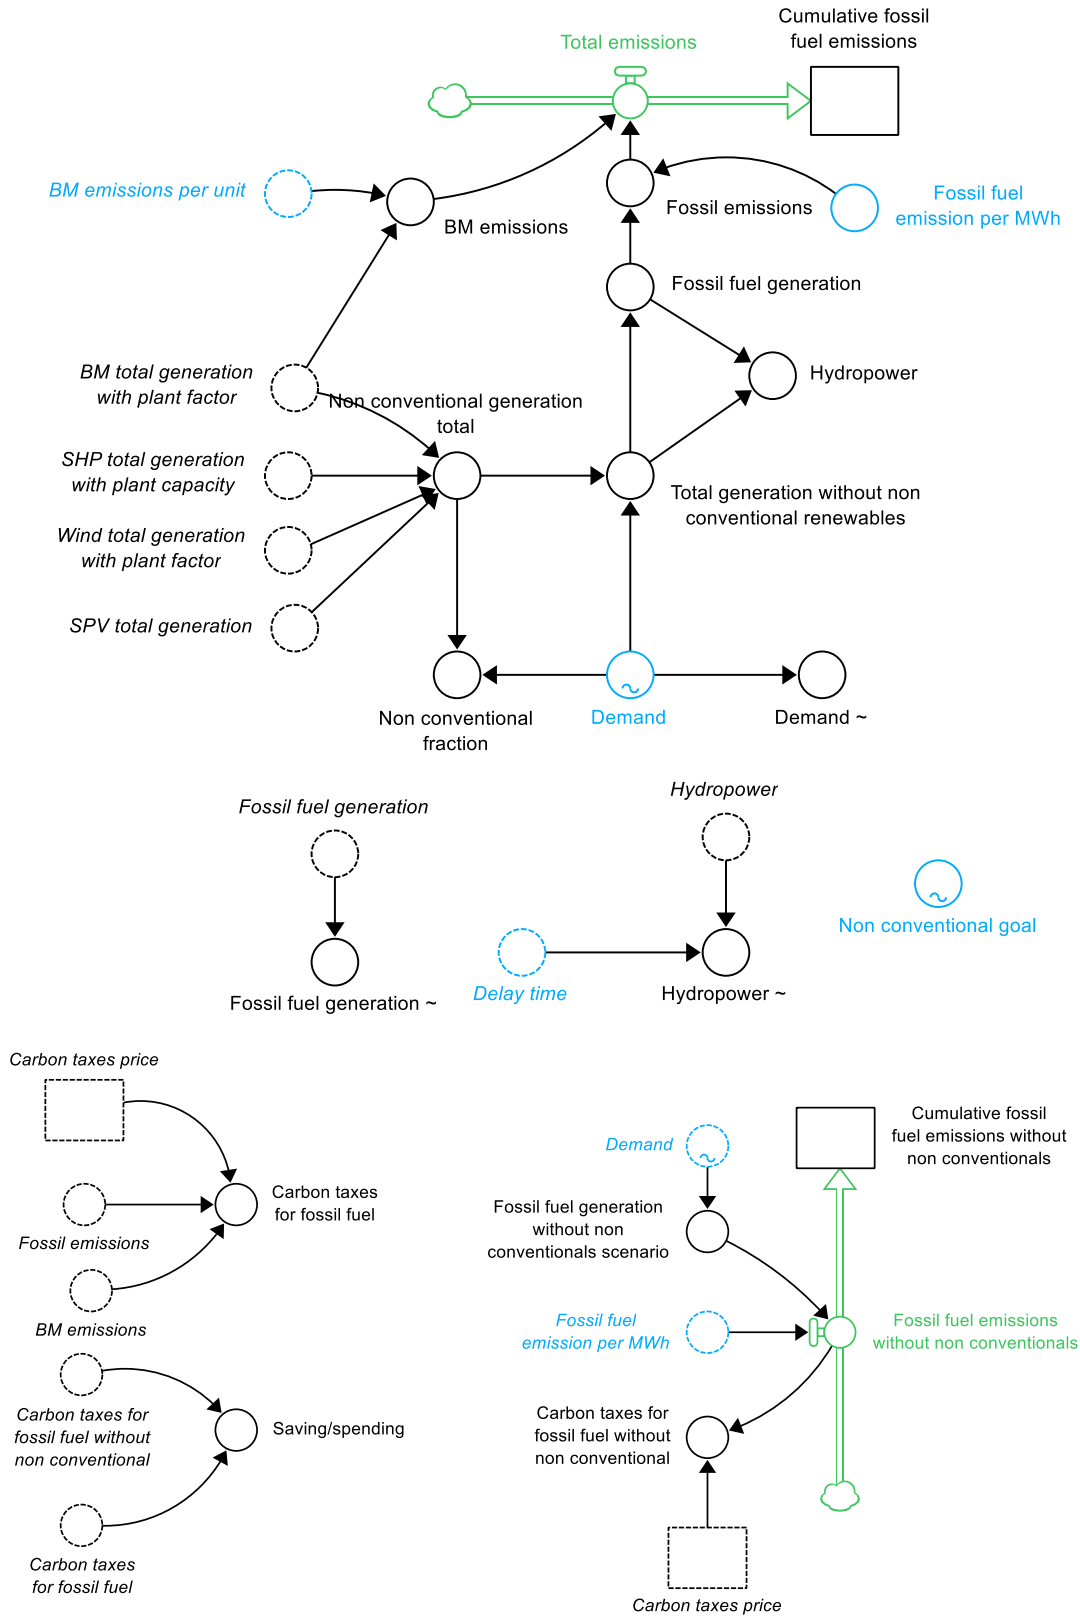 Cumulative fossil
fuel emissions
Total emissions
BM emissions per unit
Fossil fuel
emission per MWh
Fossil emissions
BM emissions
Fossil fuel generation
BM total generation
with plant factor
Hydropower
Non conventional generation
total
SHP total generation
with plant capacity
Total generation without non
conventional renewables
Wind total generation
with plant factor
SPV total generation
Non conventional
fraction
Demand
Demand ~
Fossil fuel generation
Hydropower
Non conventional goal
Fossil fuel generation ~
Delay time
Hydropower ~
Carbon taxes price
Carbon taxes
for fossil fuel
Fossil emissions
BM emissions
Carbon taxes for
fossil fuel without
non conventional
Saving/spending
Carbon taxes
for fossil fuel
Cumulative fossil
fuel emissions without
non conventionals
Demand
Fossil fuel generation
without non
conventionals scenario
Fossil fuel
emission per MWh
Fossil fuel emissions
without non conventionals
Carbon taxes for
fossil fuel without
non conventional
Carbon taxes price